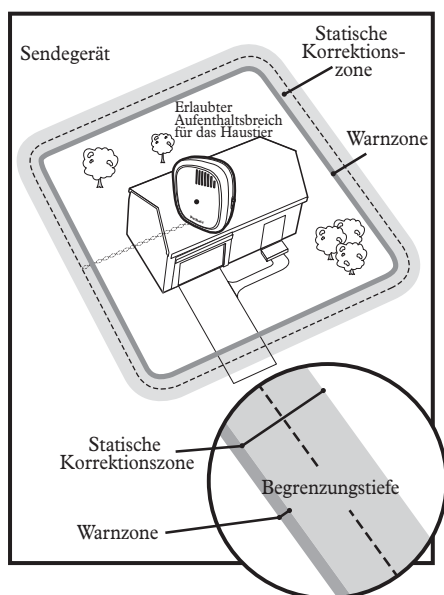 Sendegerät
Statische
Korrektions-
zone
Erlaubter
Aufenthaltsbreich
für das Haustier
Warnzone
Statische
Korrektionszone
Begrenzungstiefe
Warnzone